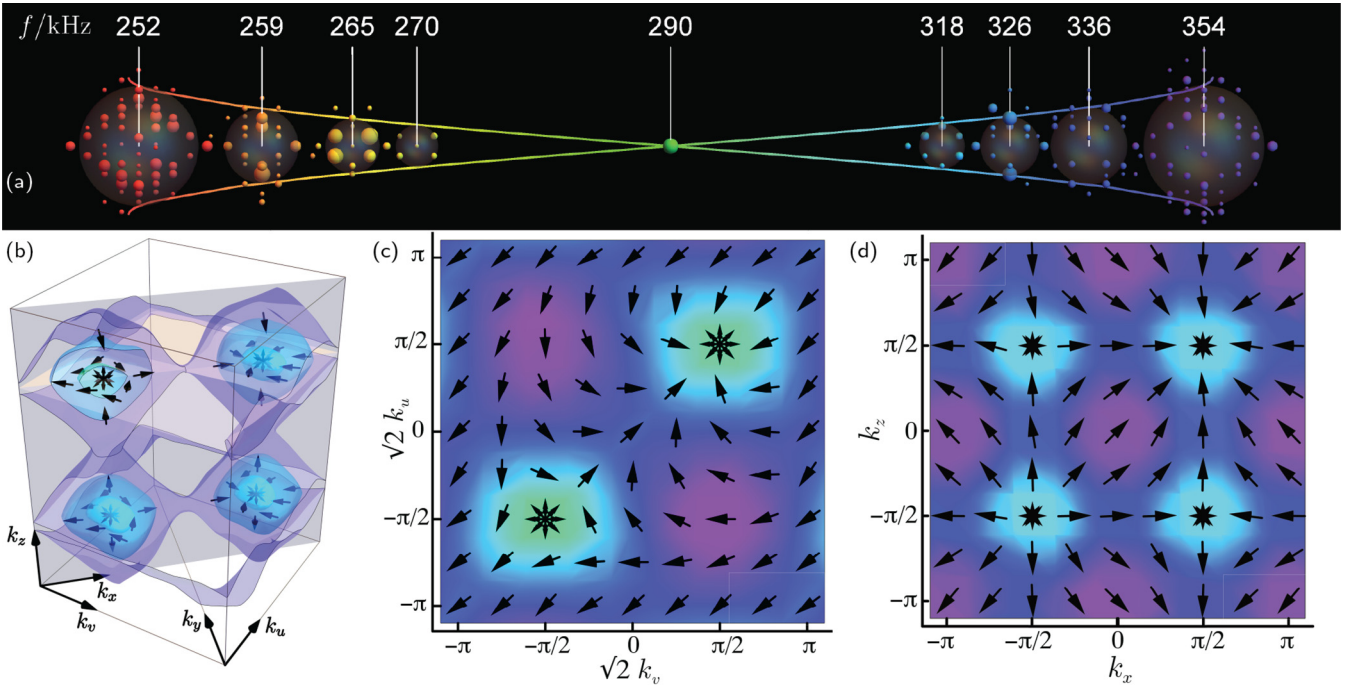 f/kHz 252 259 265 270 290 318 326 336 354
(a)
(b)
k_z
k_x
k_v
k_y
k_u
(c)
π
π/2
0
−π/2
−π
√2 k_u
−π −π/2 0 π/2 π
√2 k_v
(d)
π
π/2
0
−π/2
−π
k_z
−π −π/2 0 π/2 π
k_x